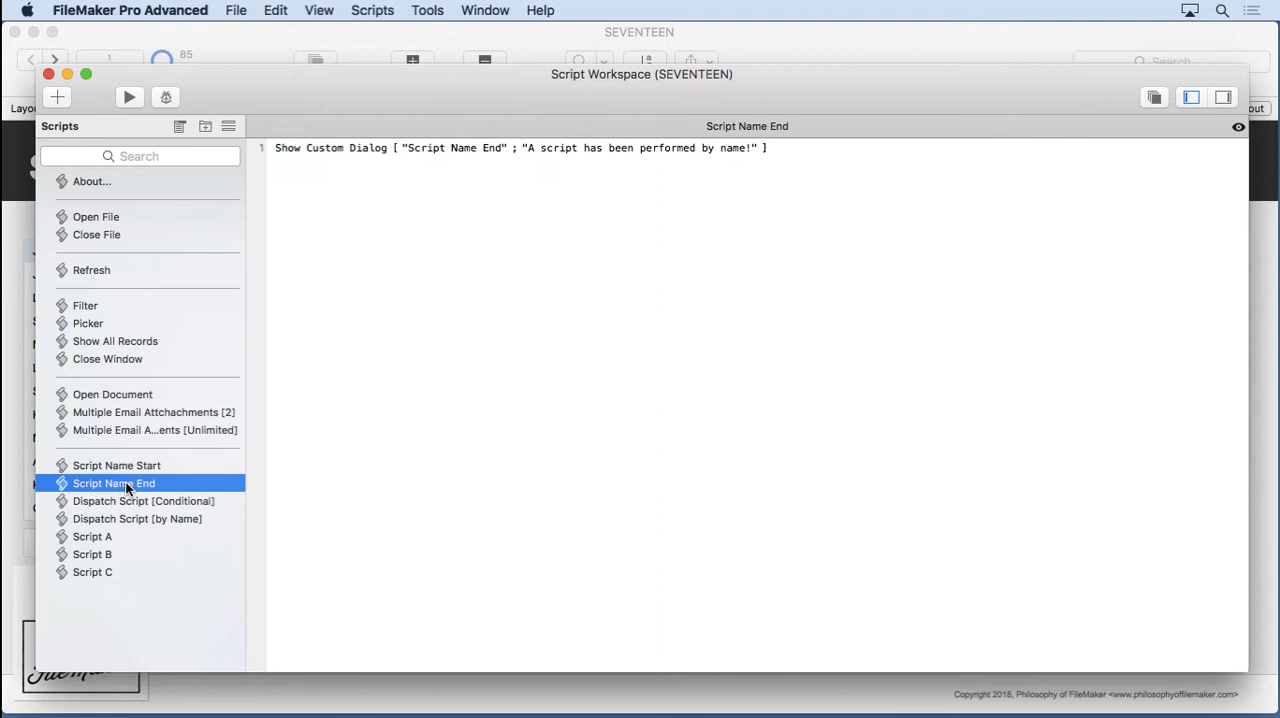 FileMaker Pro Advanced File Edit View Scripts Tools Window Help
SEVENTEEN
1 85 Search
Script Workspace (SEVENTEEN)
Scripts Script Name End
Search
1 Show Custom Dialog [ "Script Name End" ; "A script has been performed by name!" ]
About...
Open File
Close File
Refresh
Filter
Picker
Show All Records
Close Window
Open Document
Multiple Email Attchachments [2]
Multiple Email A...ents [Unlimited]
Script Name Start
Script Name End
Dispatch Script [Conditional]
Dispatch Script [by Name]
Script A
Script B
Script C
Copyright 2018, Philosophy of FileMaker <www.philosophyoffilemaker.com>